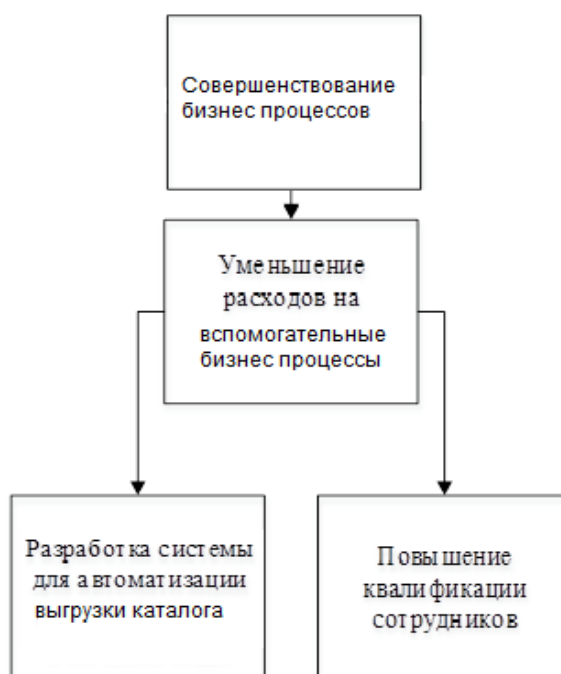 Совершенствование
бизнес процессов
Уменьшение
расходов на
вспомогательные
бизнес процессы
Разработка системы
для автоматизации
выгрузки каталога
Повышение
квалификации
сотрудников